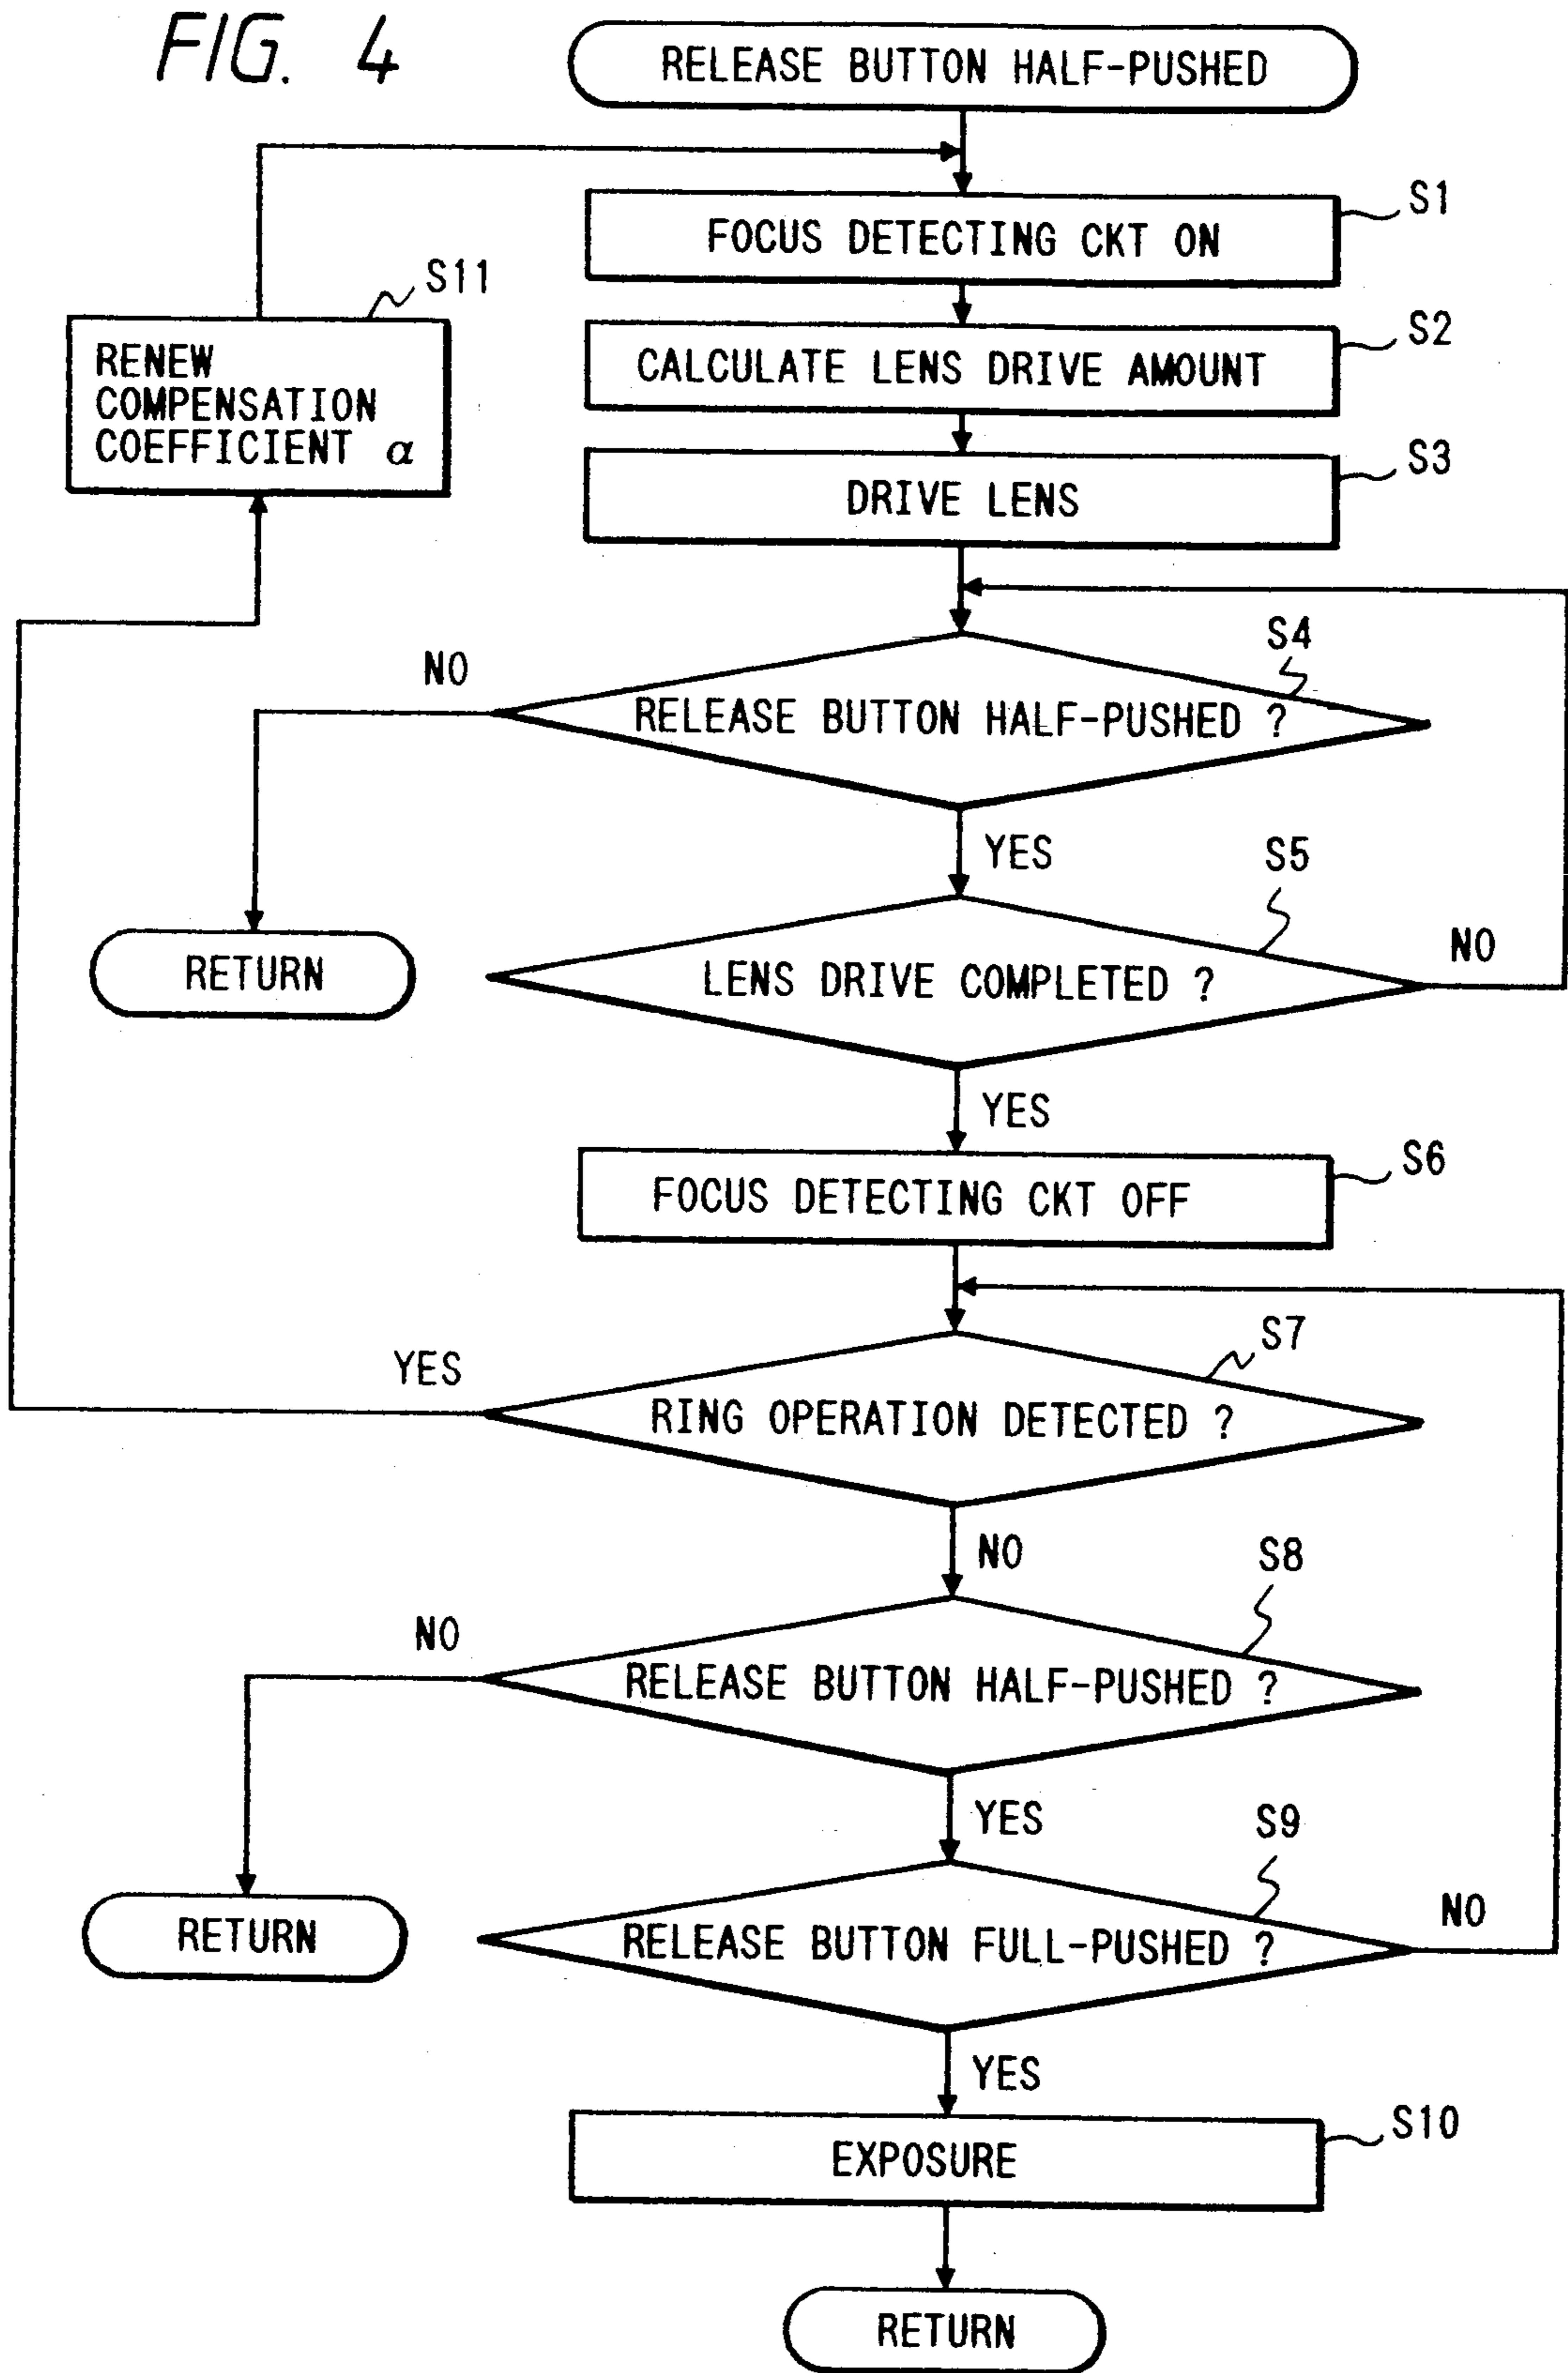 FIG. 4
RELEASE BUTTON HALF-PUSHED
S1
FOCUS DETECTING CKT ON
S11
RENEW
COMPENSATION
COEFFICIENT α
S2
CALCULATE LENS DRIVE AMOUNT
S3
DRIVE LENS
S4
NO
RELEASE BUTTON HALF-PUSHED ?
YES
S5
RETURN
LENS DRIVE COMPLETED ?
NO
YES
S6
FOCUS DETECTING CKT OFF
S7
YES
RING OPERATION DETECTED ?
NO
S8
NO
RELEASE BUTTON HALF-PUSHED ?
YES
S9
RETURN
RELEASE BUTTON FULL-PUSHED ?
NO
YES
S10
EXPOSURE
RETURN